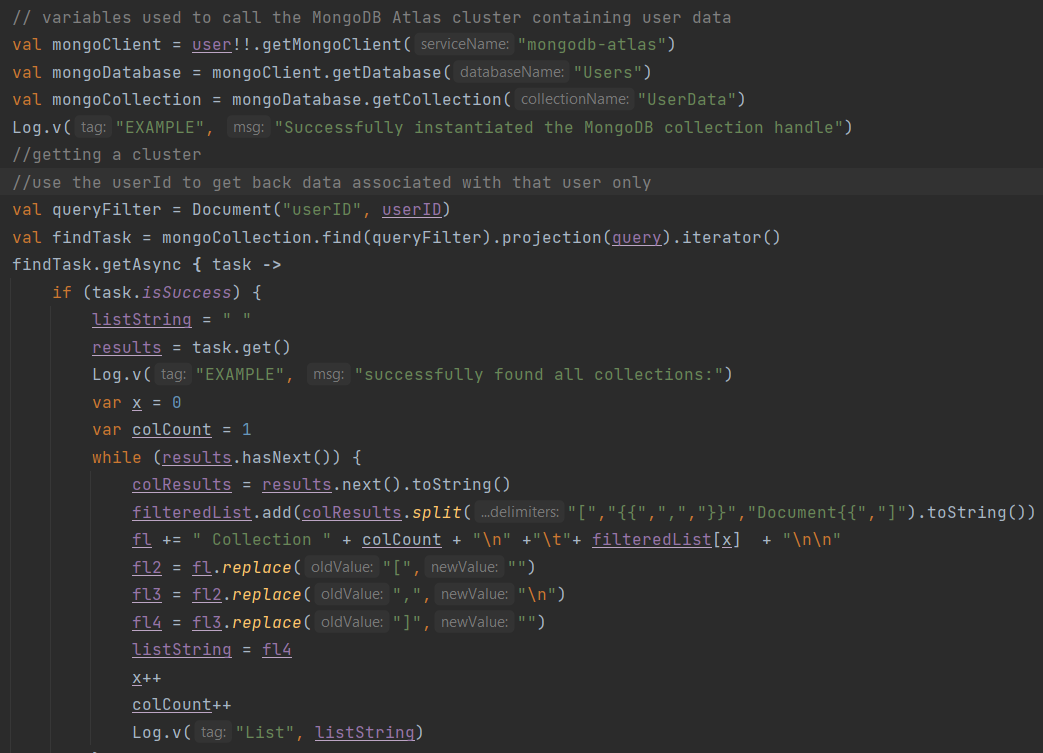 // variables used to call the MongoDB Atlas cluster containing user data
val mongoClient = user!!.getMongoClient( serviceName: "mongodb-atlas")
val mongoDatabase = mongoClient.getDatabase( databaseName: "Users")
val mongoCollection = mongoDatabase.getCollection( collectionName: "UserData")
Log.v( tag: "EXAMPLE",  msg: "Successfully instantiated the MongoDB collection handle")
//getting a cluster
//use the userId to get back data associated with that user only
val queryFilter = Document("userID", userID)
val findTask = mongoCollection.find(queryFilter).projection(query).iterator()
findTask.getAsync { task ->
    if (task.isSuccess) {
        listString = " "
        results = task.get()
        Log.v( tag: "EXAMPLE",  msg: "successfully found all collections:")
        var x = 0
        var colCount = 1
        while (results.hasNext()) {
            colResults = results.next().toString()
            filteredList.add(colResults.split( ...delimiters: "[","{{",",","}}","Document{{","]").toString())
            fl += " Collection " + colCount + "\n" +"\t"+ filteredList[x]  + "\n\n"
            fl2 = fl.replace( oldValue: "[", newValue: "")
            fl3 = fl2.replace( oldValue: ",", newValue: "\n")
            fl4 = fl3.replace( oldValue: "]", newValue: "")
            listString = fl4
            x++
            colCount++
            Log.v( tag: "List", listString)